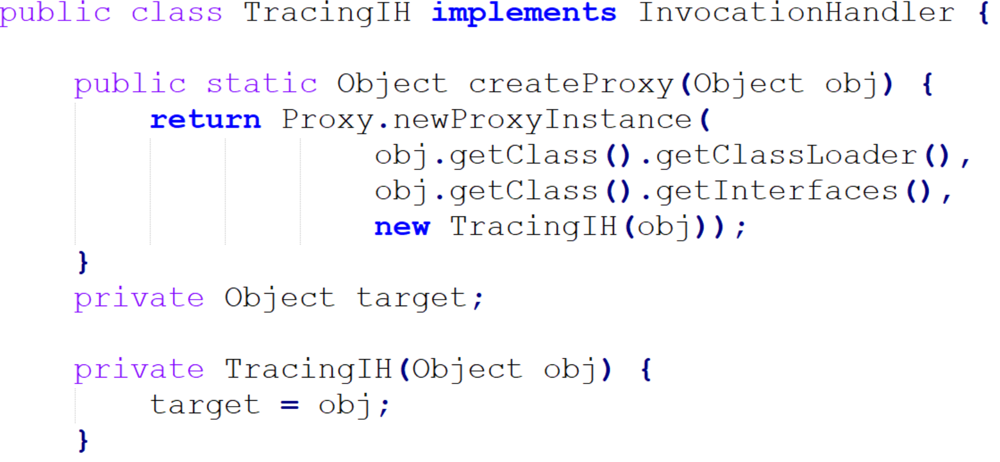 public class TracingIH implements InvocationHandler {
public static Object createProxy(Object obj) {
return Proxy.newProxyInstance(
obj.getClass().getClassLoader(),
obj.getClass().getInterfaces(),
new TracingIH(obj));
}
private Object target;
private TracingIH(Object obj) {
target = obj;
}